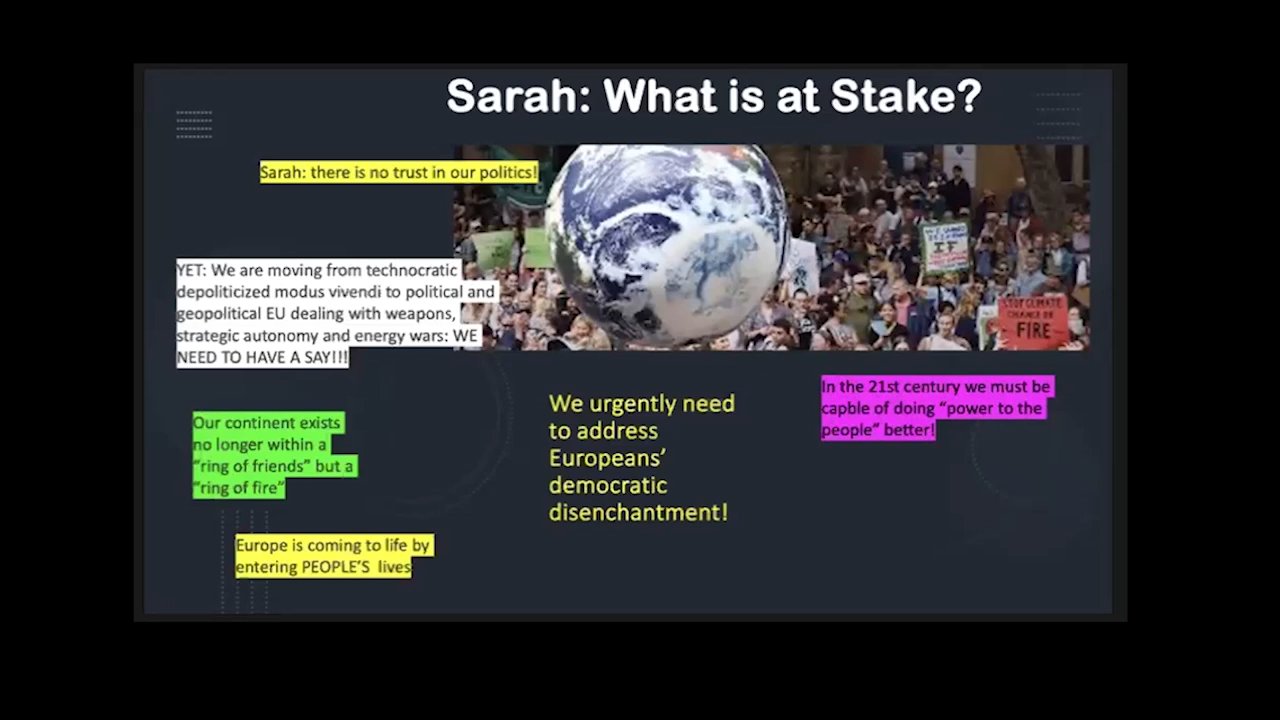 Sarah: What is at Stake?
Sarah: there is no trust in our politics!
YET: We are moving from technocratic
depoliticized modus vivendi to political and
geopolitical EU dealing with weapons,
strategic autonomy and energy wars: WE
NEED TO HAVE A SAY!!!
STOP CLIMATE
CHANGE OR
FIRE
Our continent exists
no longer within a
“ring of friends” but a
“ring of fire”
Europe is coming to life by
entering PEOPLE’S lives
We urgently need
to address
Europeans’
democratic
disenchantment!
In the 21st century we must be
capble of doing “power to the
people” better!